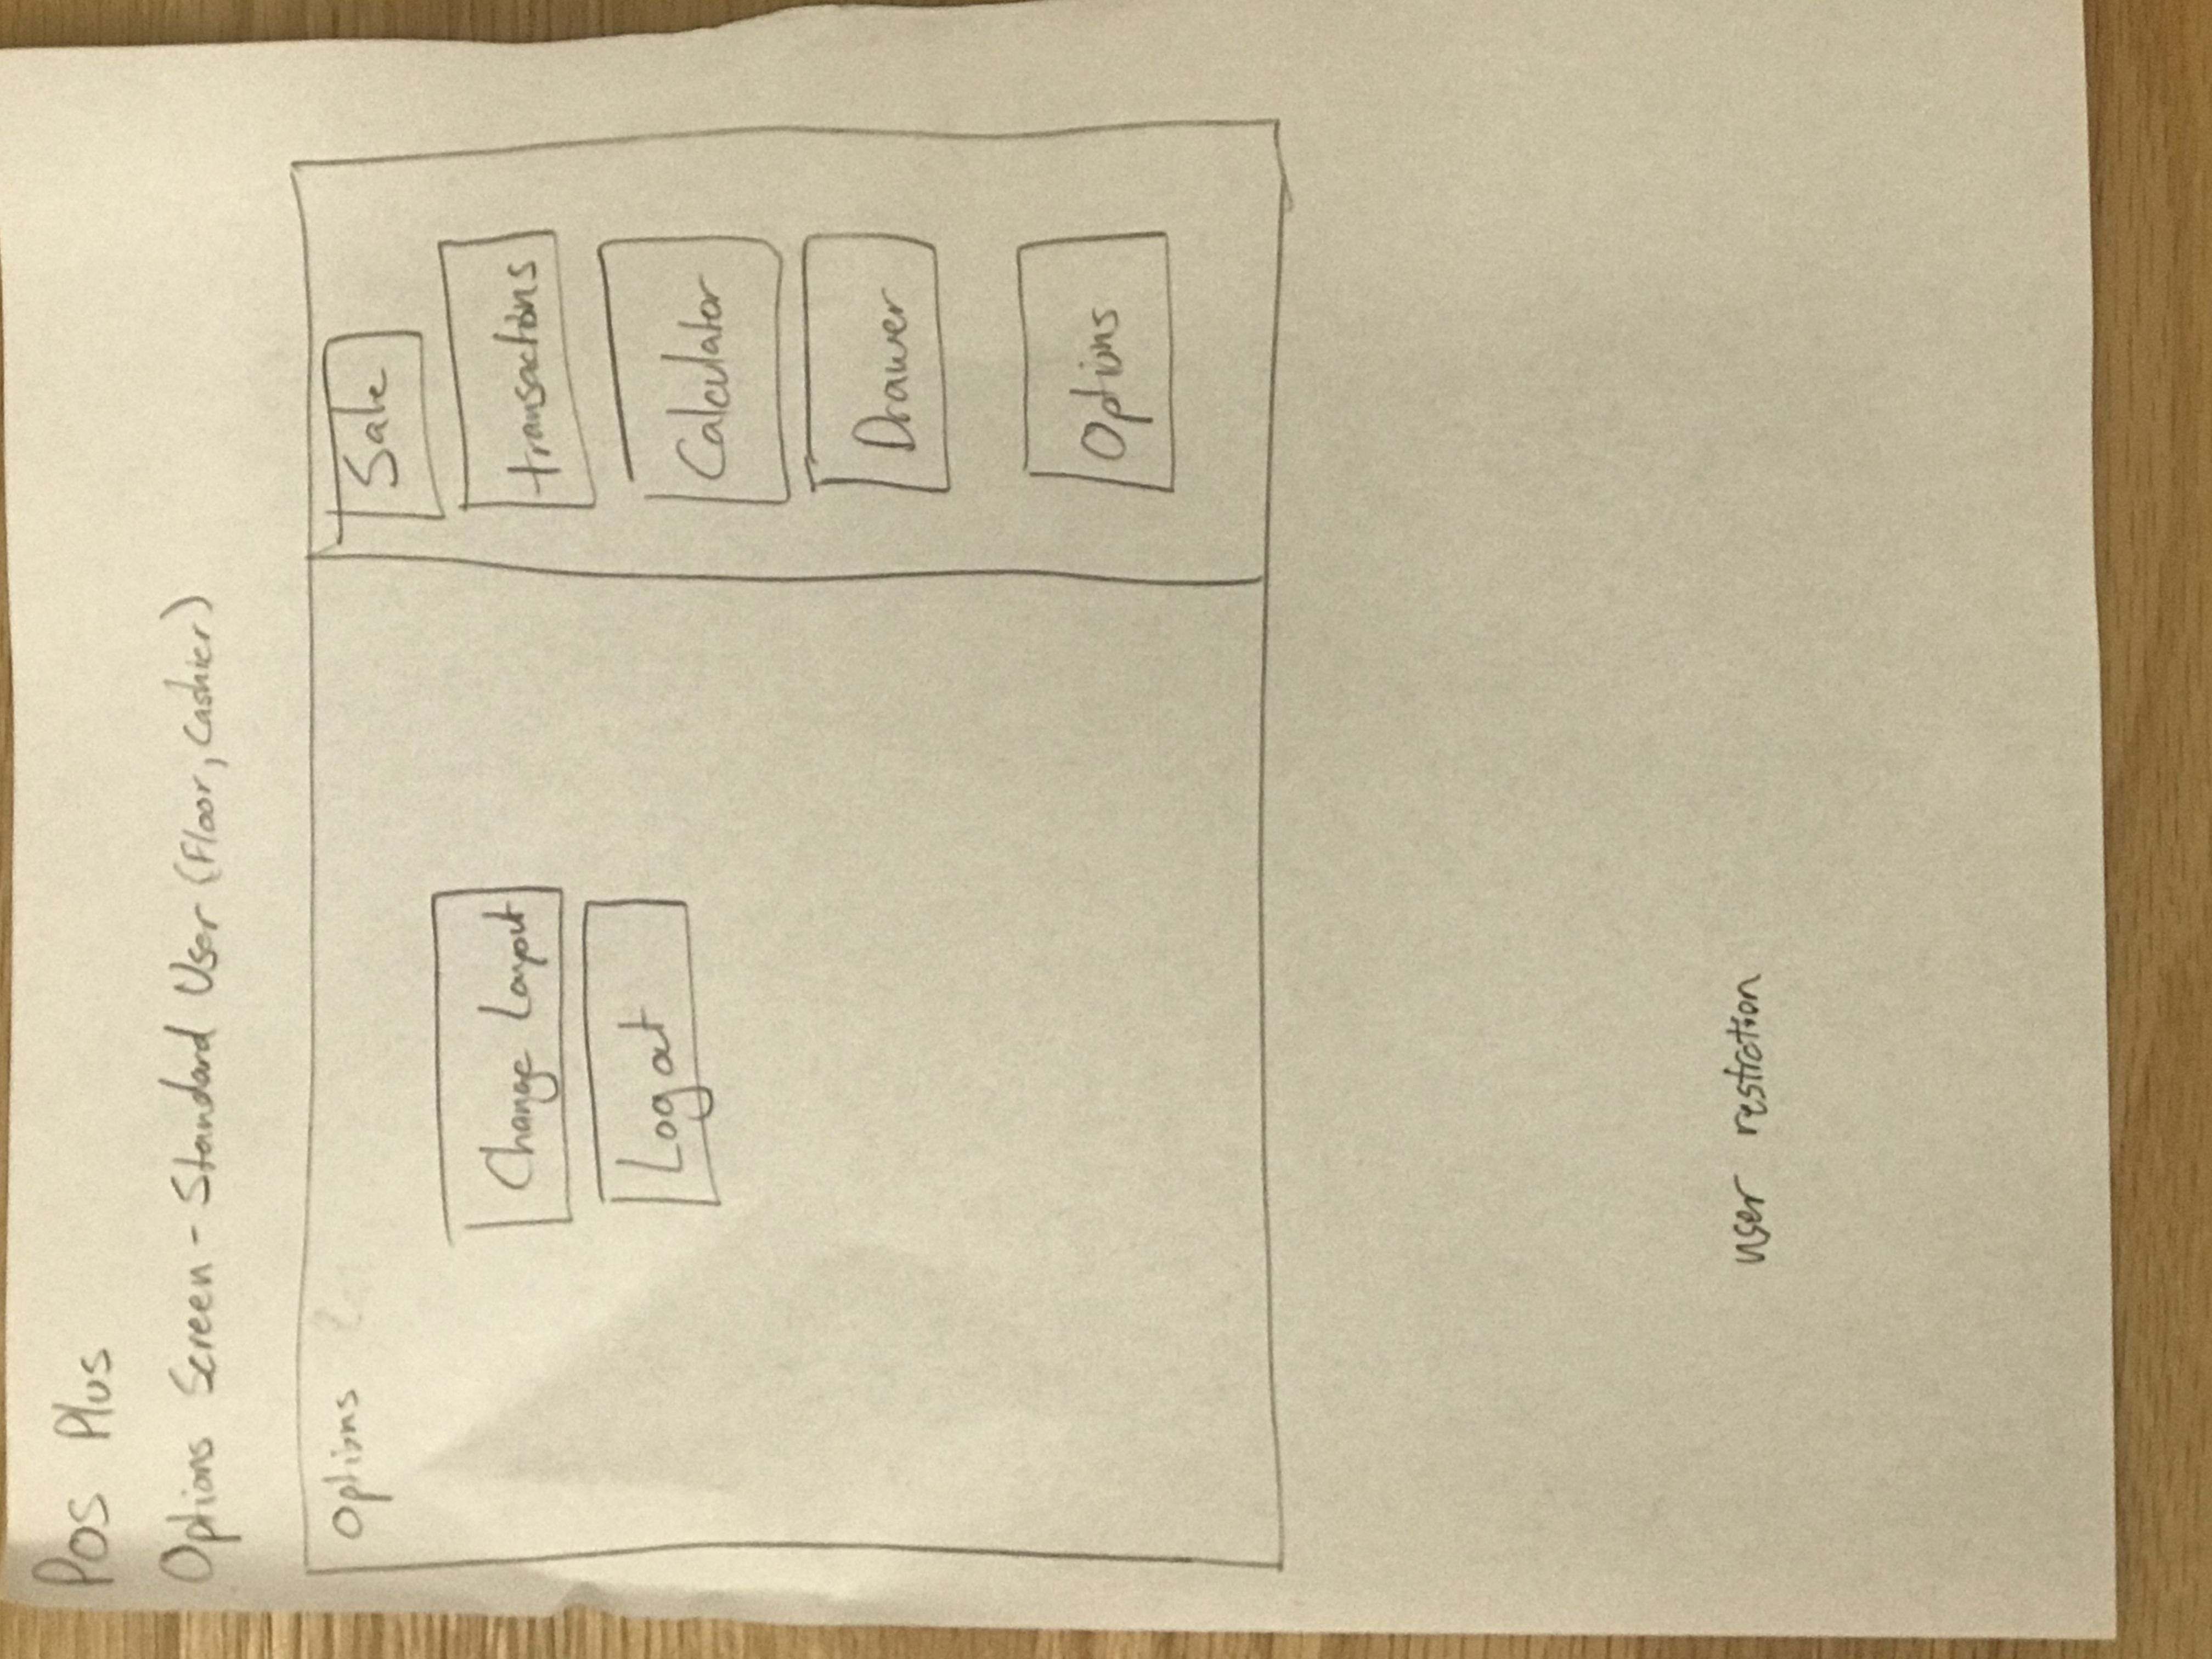 Pos Plus
Options Screen - Standard User (Floor, Cashier)
Options
Change Layout
Log out
Sale
transactions
Calculator
Drawer
Options
user restrction